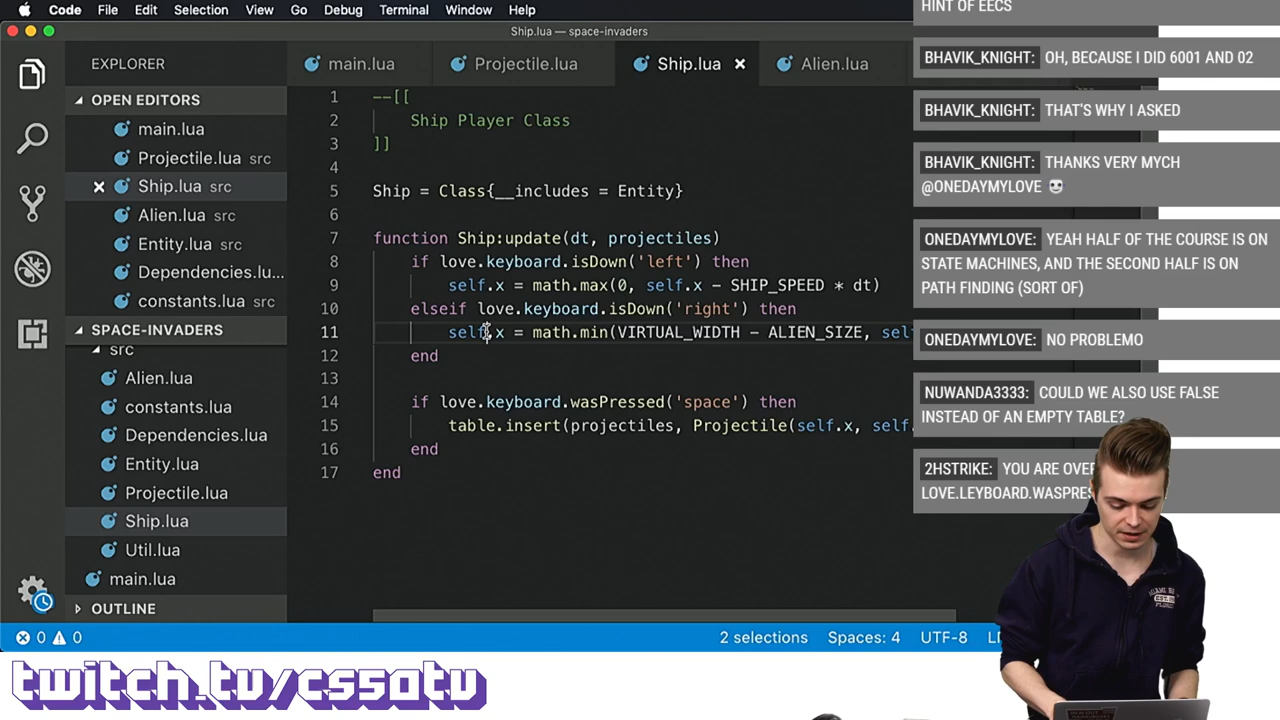 Code File Edit Selection View Go Debug Terminal Window Help
Ship.lua — space-invaders
EXPLORER
OPEN EDITORS
main.lua
Projectile.lua src
Ship.lua src
Alien.lua src
Entity.lua src
Dependencies.lu...
constants.lua src
SPACE-INVADERS
src
Alien.lua
constants.lua
Dependencies.lua
Entity.lua
Projectile.lua
Ship.lua
Util.lua
main.lua
OUTLINE
main.lua Projectile.lua Ship.lua Alien.lua
1 --[[
2 Ship Player Class
3 ]]
4
5 Ship = Class{__includes = Entity}
6
7 function Ship:update(dt, projectiles)
8 if love.keyboard.isDown('left') then
9 self.x = math.max(0, self.x - SHIP_SPEED * dt)
10 elseif love.keyboard.isDown('right') then
11 self.x = math.min(VIRTUAL_WIDTH - ALIEN_SIZE, self
12 end
13
14 if love.keyboard.wasPressed('space') then
15 table.insert(projectiles, Projectile(self.x, self.
16 end
17 end
0 0
2 selections Spaces: 4 UTF-8
HINT OF EECS
BHAVIK_KNIGHT: OH, BECAUSE I DID 6001 AND 02
BHAVIK_KNIGHT: THAT'S WHY I ASKED
BHAVIK_KNIGHT: THANKS VERY MYCH
@ONEDAYMYLOVE
ONEDAYMYLOVE: YEAH HALF OF THE COURSE IS ON
STATE MACHINES, AND THE SECOND HALF IS ON
PATH FINDING (SORT OF)
ONEDAYMYLOVE: NO PROBLEMO
NUWANDA3333: COULD WE ALSO USE FALSE
INSTEAD OF AN EMPTY TABLE?
2HSTRIKE: YOU ARE OVER
LOVE.LEYBOARD.WASPRES
twitch.tv/cs50tv